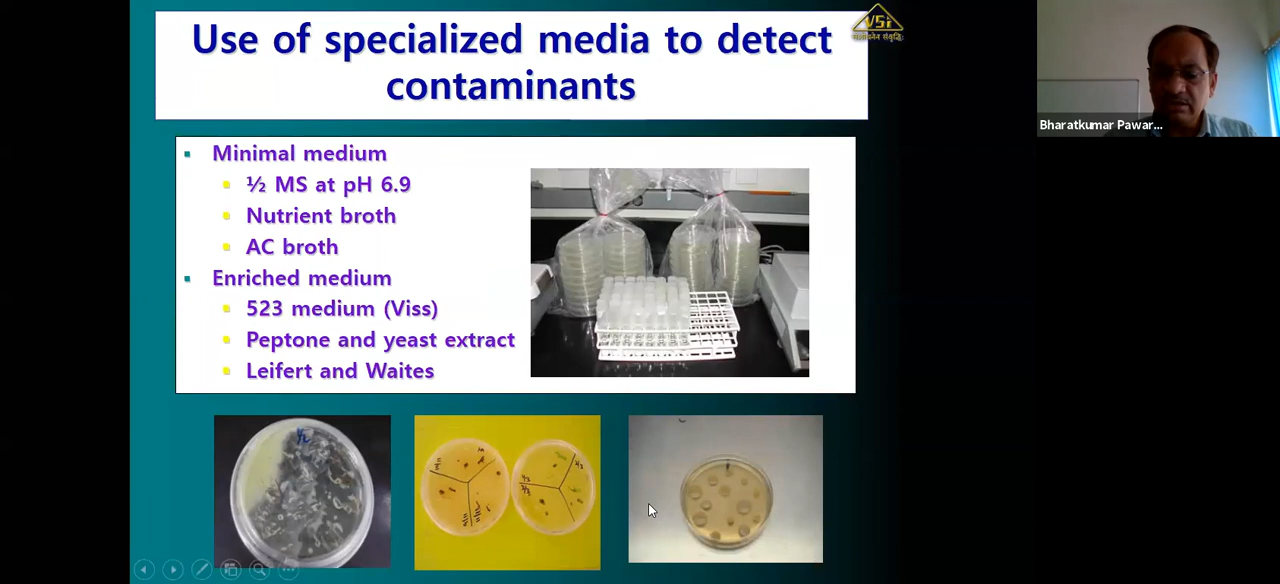 Use of specialized media to detect
contaminants
VSi
Bharatkumar Pawar...
Minimal medium
½ MS at pH 6.9
Nutrient broth
AC broth
Enriched medium
523 medium (Viss)
Peptone and yeast extract
Leifert and Waites